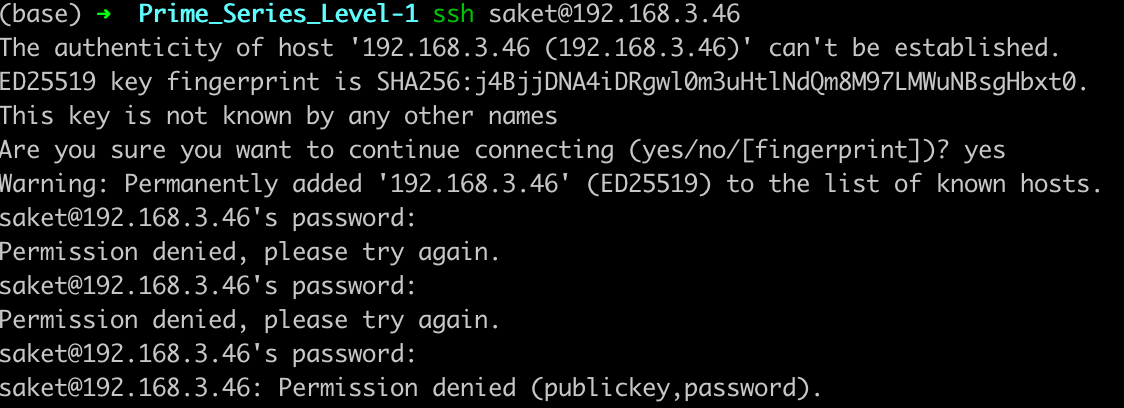 (base) ➜ Prime_Series_Level-1 ssh saket@192.168.3.46
The authenticity of host '192.168.3.46 (192.168.3.46)' can't be established.
ED25519 key fingerprint is SHA256:j4BjjDNA4iDRgwl0m3uHtlNdQm8M97LMWuNBsgHbxt0.
This key is not known by any other names
Are you sure you want to continue connecting (yes/no/[fingerprint])? yes
Warning: Permanently added '192.168.3.46' (ED25519) to the list of known hosts.
saket@192.168.3.46's password:
Permission denied, please try again.
saket@192.168.3.46's password:
Permission denied, please try again.
saket@192.168.3.46's password:
saket@192.168.3.46: Permission denied (publickey,password).